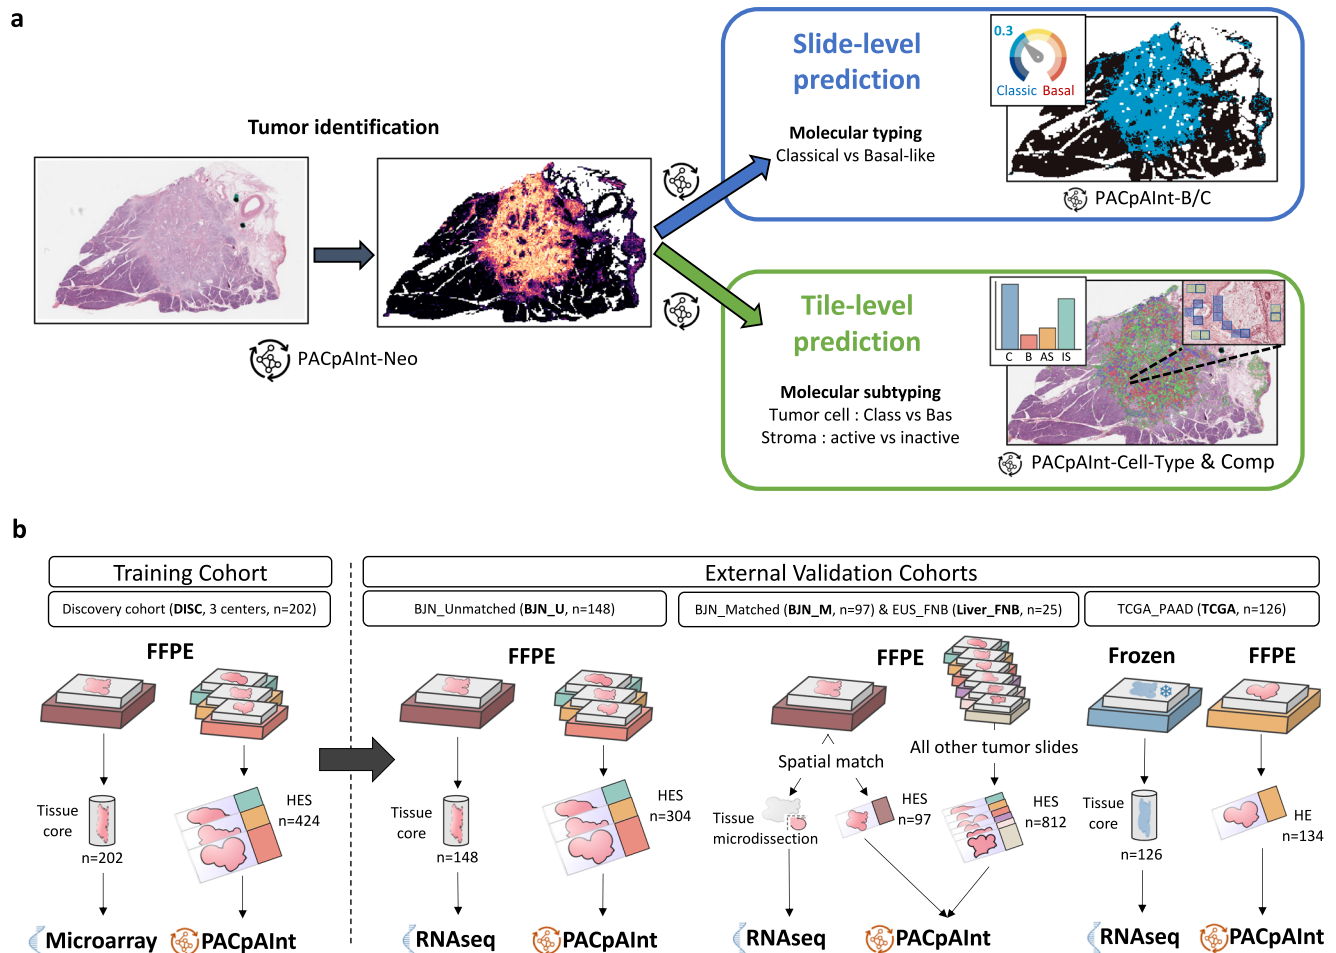 a
Tumor identification
PACpAInt-Neo
Slide-level
prediction
Molecular typing
Classical vs Basal-like
0.3
Classic Basal
PACpAInt-B/C
Tile-level
prediction
Molecular subtyping
Tumor cell : Class vs Bas
Stroma : active vs inactive
C B AS IS
PACpAInt-Cell-Type & Comp
b
Training Cohort
External Validation Cohorts
Discovery cohort (DISC, 3 centers, n=202)
BJN_Unmatched (BJN_U, n=148)
BJN_Matched (BJN_M, n=97) & EUS_FNB (Liver_FNB, n=25)
TCGA_PAAD (TCGA, n=126)
FFPE
Tissue
core
n=202
HES
n=424
Microarray
PACpAInt
FFPE
Tissue
core
n=148
HES
n=304
RNAseq
PACpAInt
FFPE
Spatial match
All other tumor slides
Tissue
microdissection
HES
n=97
HES
n=812
RNAseq
PACpAInt
Frozen
FFPE
Tissue
core
n=126
HE
n=134
RNAseq
PACpAInt